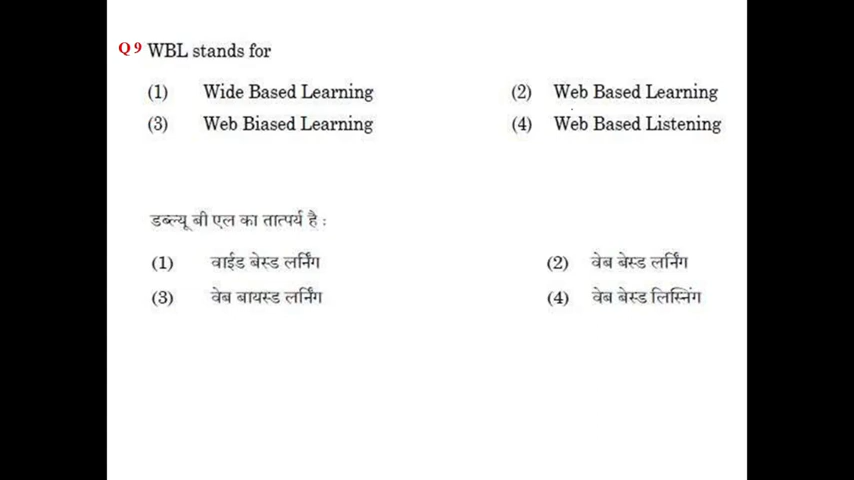 Q 9 WBL stands for
(1) Wide Based Learning (2) Web Based Learning
(3) Web Biased Learning (4) Web Based Listening
डब्ल्यू बी एल का तात्पर्य है :
(1) वाईड बेस्ड लर्निंग (2) वेब बेस्ड लर्निंग
(3) वेब बायस्ड लर्निंग (4) वेब बेस्ड लिस्निंग